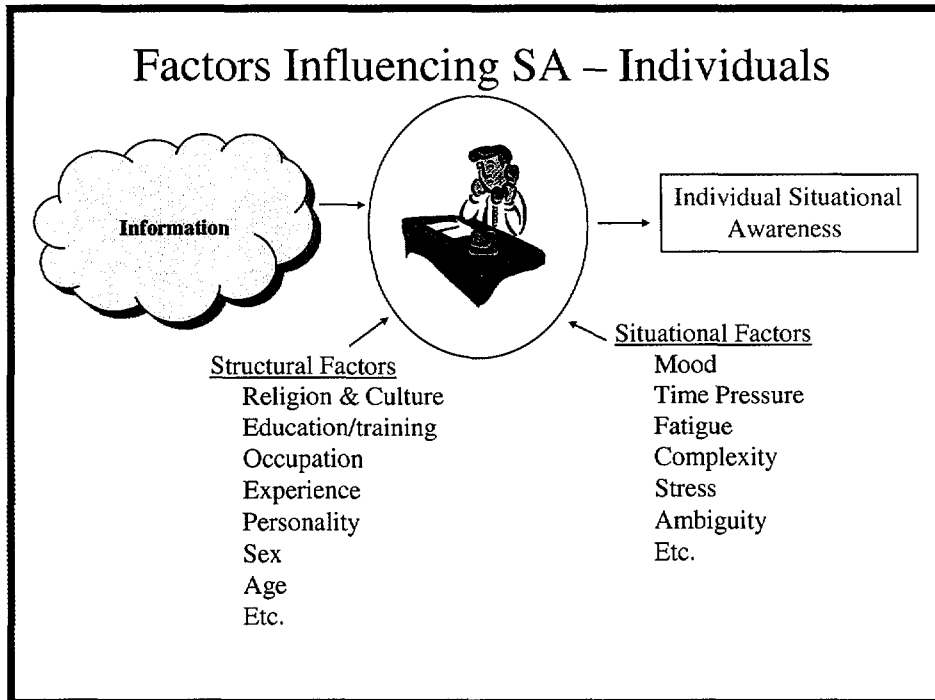 Factors Influencing SA – Individuals
Information
Individual Situational
Awareness
Structural Factors
Religion & Culture
Education/training
Occupation
Experience
Personality
Sex
Age
Etc.
Situational Factors
Mood
Time Pressure
Fatigue
Complexity
Stress
Ambiguity
Etc.